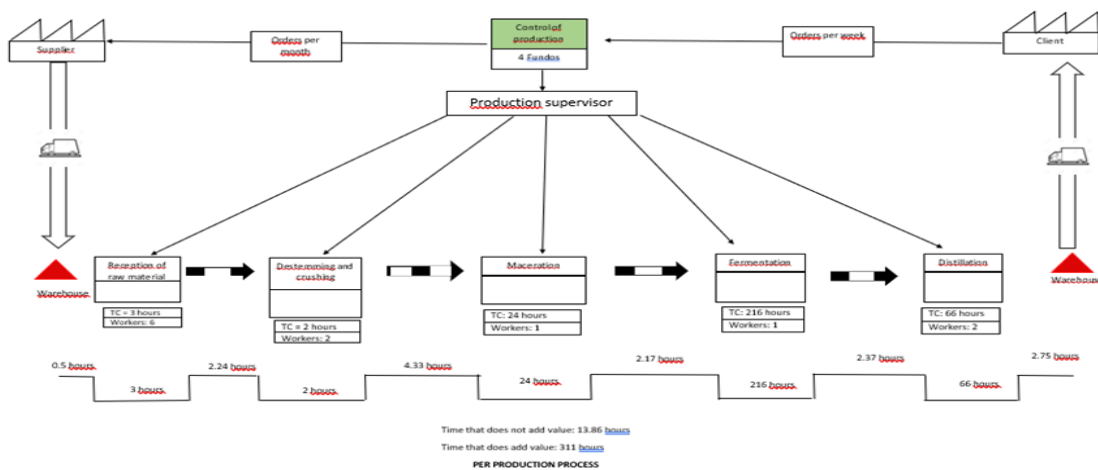 Supplier
Orders per
month
Control of
production
4 Fundos
Orders per week
Client
Production supervisor
Warehouse
Reception of
raw material
TC = 3 hours
Workers: 6
Destemming and
crushing
TC = 2 hours
Workers: 2
Maceration
TC: 24 hours
Workers: 1
Fermentation
TC: 216 hours
Workers: 1
Distillation
TC: 66 hours
Workers: 2
Warehouse
0.5 hours
3 hours
2.24 hours
2 hours
4.33 hours
24 hours
2.17 hours
216 hours
2.37 hours
66 hours
2.75 hours
Time that does not add value: 13.86 hours
Time that does add value: 311 hours
PER PRODUCTION PROCESS